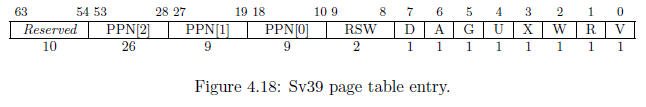 63 54 53 28 27 19 18 10 9 8 7 6 5 4 3 2 1 0
Reserved PPN[2] PPN[1] PPN[0] RSW D A G U X W R V
10 26 9 9 2 1 1 1 1 1 1 1 1
Figure 4.18: Sv39 page table entry.